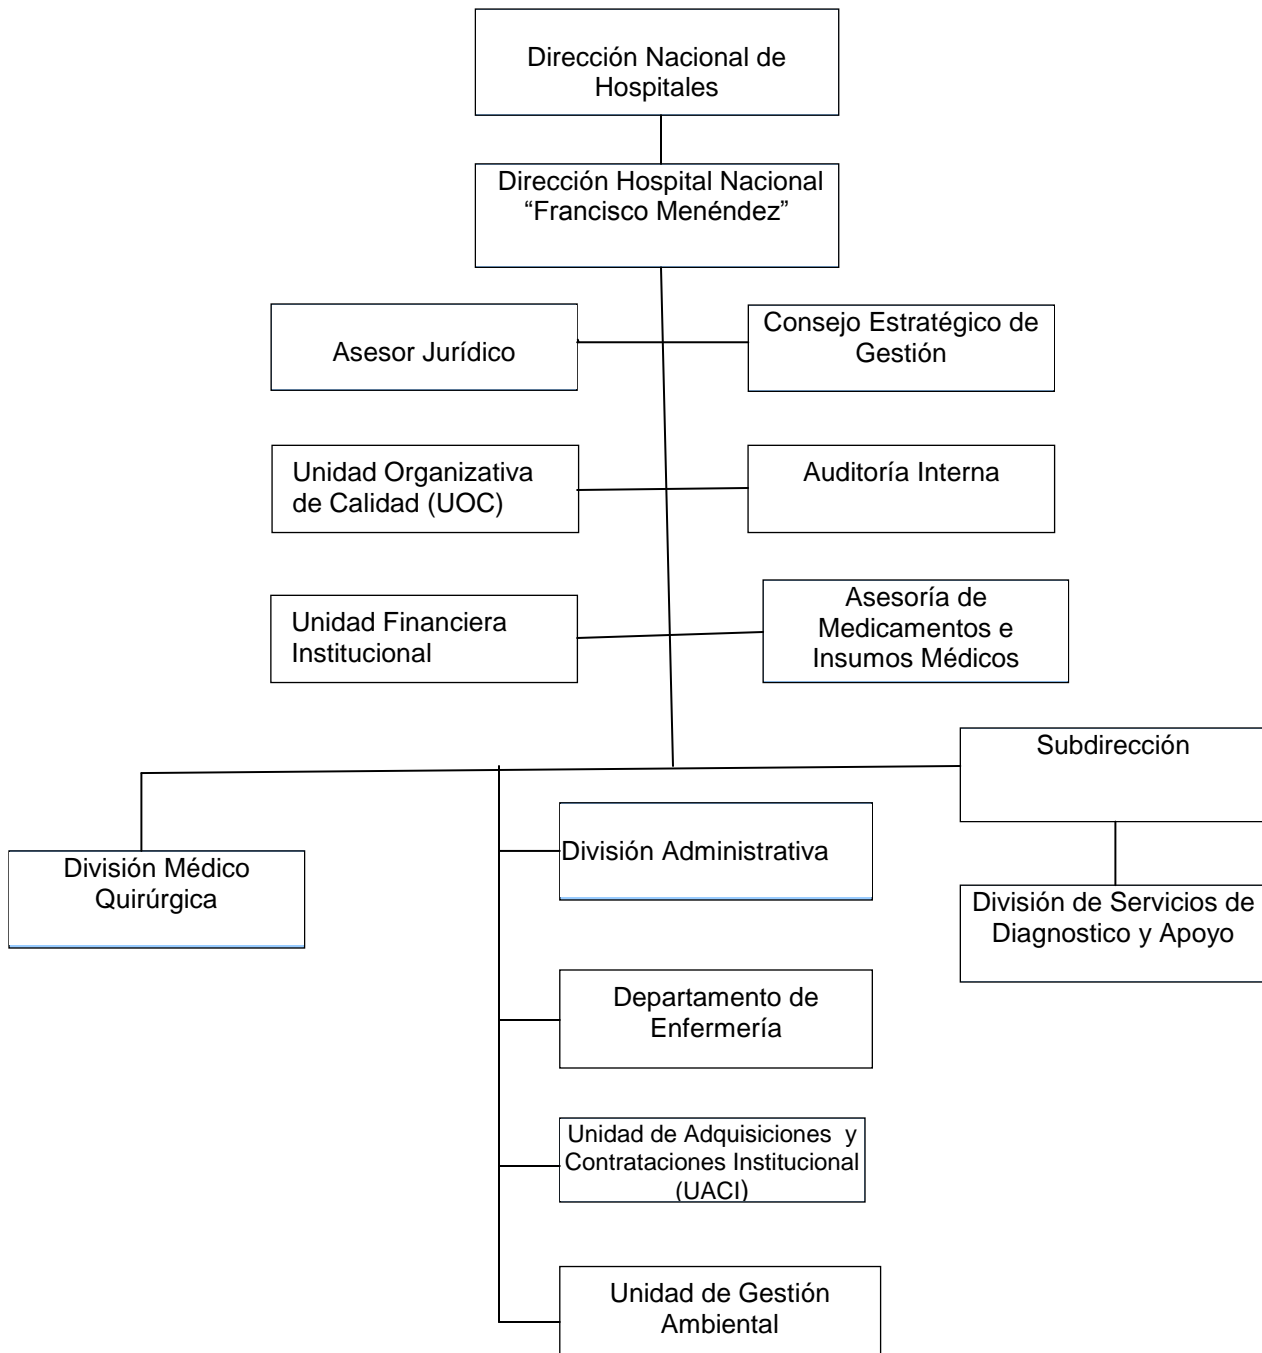 Dirección Nacional de
Hospitales
Dirección Hospital Nacional
“Francisco Menéndez”
Asesor Jurídico
Consejo Estratégico de
Gestión
Unidad Organizativa
de Calidad (UOC)
Auditoría Interna
Unidad Financiera
Institucional
Asesoría de
Medicamentos e
Insumos Médicos
Subdirección
División Médico
Quirúrgica
División Administrativa
División de Servicios de
Diagnostico y Apoyo
Departamento de
Enfermería
Unidad de Adquisiciones y
Contrataciones Institucional
(UACI)
Unidad de Gestión
Ambiental